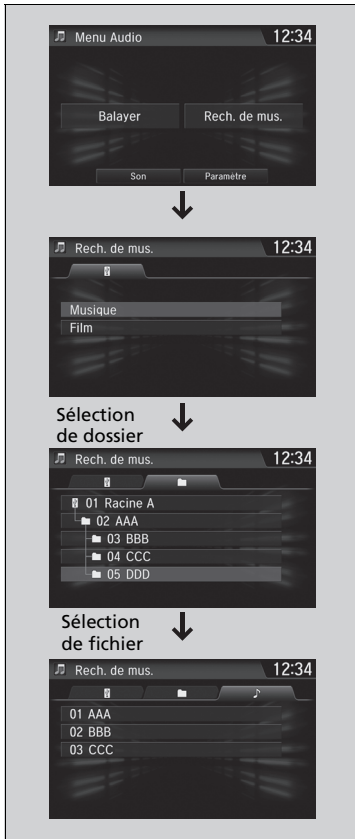 Menu Audio 12:34
Balayer Rech. de mus.
Son Paramètre
Rech. de mus. 12:34
Musique
Film
Sélection
de dossier
Rech. de mus. 12:34
01 Racine A
02 AAA
03 BBB
04 CCC
05 DDD
Sélection
de fichier
Rech. de mus. 12:34
01 AAA
02 BBB
03 CCC